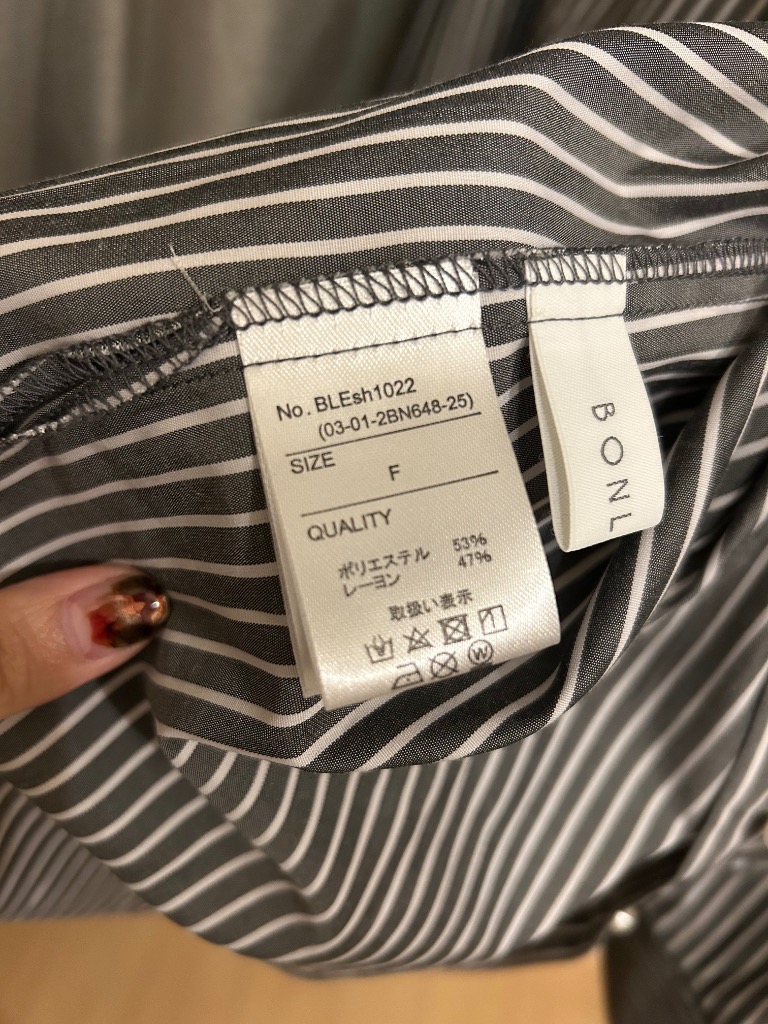 No. BLEsh1022
(03-01-2BN648-25)
SIZE
F
QUALITY
ポリエステル 53%
レーヨン 47%
取扱い表示
W
BONL